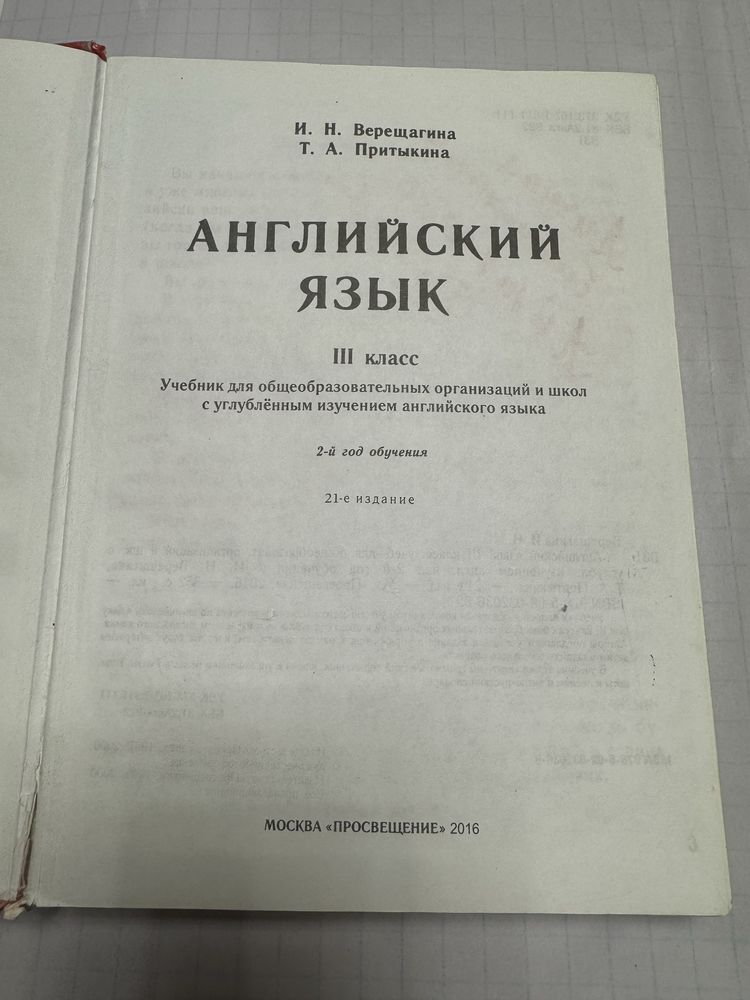 И. Н. Верещагина
Т. А. Притыкина
АНГЛИЙСКИЙ
ЯЗЫК
III класс
Учебник для общеобразовательных организаций и школ
с углублённым изучением английского языка
2-й год обучения
21-е издание
МОСКВА «ПРОСВЕЩЕНИЕ» 2016